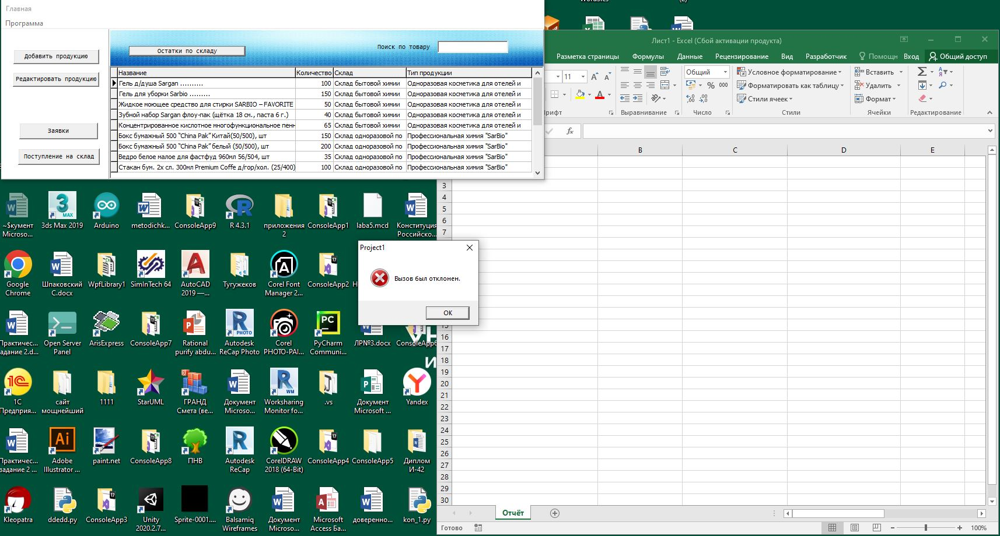 Главная
Программа
Добавить продукцию
Редактировать продукцию
Заявки
Поступление на склад
Остатки по складу
Поиск по товару
Название Количество Склад Тип продукции
Гель д/душа Sargan .......... 100 Склад бытовой химии Одноразовая косметика для отелей и
Гель для уборки Sarbio ......... 150 Склад бытовой химии Одноразовая косметика для отелей и
Жидкое моющее средство для стирки SARBIO – FAVORITE 50 Склад бытовой химии Одноразовая косметика для отелей и
Зубной набор Sargan флоу-пак (щётка 18 см., паста 6 г.) 40 Склад бытовой химии Одноразовая косметика для отелей и
Концентрированное кислотное многофункциональное пенн 65 Склад бытовой химии Одноразовая косметика для отелей и
Бокс бумажный 500 “China Pak” Китай(50/500), шт 150 Склад одноразовой по Профессиональная химия "SarBio"
Бокс бумажный 500 “China Pak” белый (50/500), шт 200 Склад одноразовой по Профессиональная химия "SarBio"
Ведро белое малое для фастфуд 960мл 56/504, шт 35 Склад одноразовой по Профессиональная химия "SarBio"
Стакан бум. 2х сл. 300мл Premium Coffe д/гор/хол. (25/400) 100 Склад одноразовой по Профессиональная химия "SarBio"
Лист1 - Excel (Сбой активации продукта)
Разметка страницы Формулы Данные Рецензирование Вид Разработчик Помощн Вход Общий доступ
11 Общий Условное форматирование Вставить
% 000 Форматировать как таблицу Удалить
Стили ячеек Формат
рифт Выравнивание Число Стили Ячейки Редактирование
fx
B C D E
3
4
5
6
7
16
17
18
19
20
21
22
23
24
25
26
27
28
29
30
Отчёт
Готово 100%
Project1
Вызов был отклонен.
OK
~$кумент Microso...
3ds Max 2019
Arduino
metodichk...
ConsoleApp9
R 4.3.1
приложения 2
ConsoleApp1
laba5.mcd
Конституция Российско...
Google Chrome
Шпаковский С.docx
WpfLibrary1
SimInTech 64
AutoCAD 2019 —...
Тугужеков
Corel Font Manager 2...
ConsoleApp2
Практичес... адание 2.d...
Open Server Panel
ArisExpress
ConsoleApp7
Rational purify abdu...
Autodesk ReCap Photo
Corel PHOTO-PAI...
PyCharm Communi...
ЛР№3.docx
ConsoleApp6
1C Предприя...
сайт мощнейший
1111
StarUML
ГРАНД Смета (ве...
Документ Microso...
Worksharing Monitor fo...
.vs
Документ Microsoft ...
Yandex
Практичес... задание 2 ...
Adobe Illustrator ...
paint.net
ConsoleApp8
ПНВ
Autodesk ReCap
CorelDRAW 2018 (64-Bit)
ConsoleApp4
ConsoleApp5
Диплом И-42
Kleopatra
ddedd.py
ConsoleApp3
Unity 2020.2.7...
Sprite-0001....
Balsamiq Wireframes
Документ Microso...
Microsoft Access Ба...
доверенно...
kon_1.py